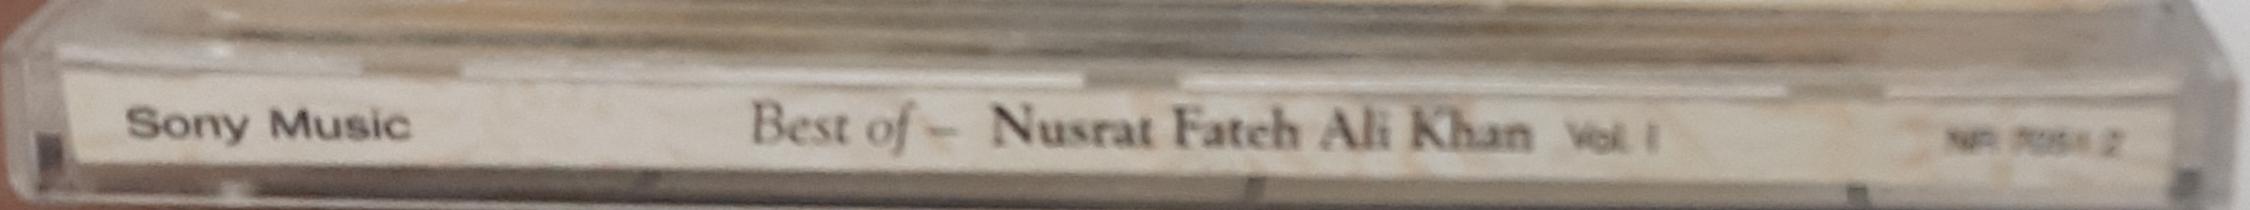 Sony Music Best of – Nusrat Fateh Ali Khan Vol. I